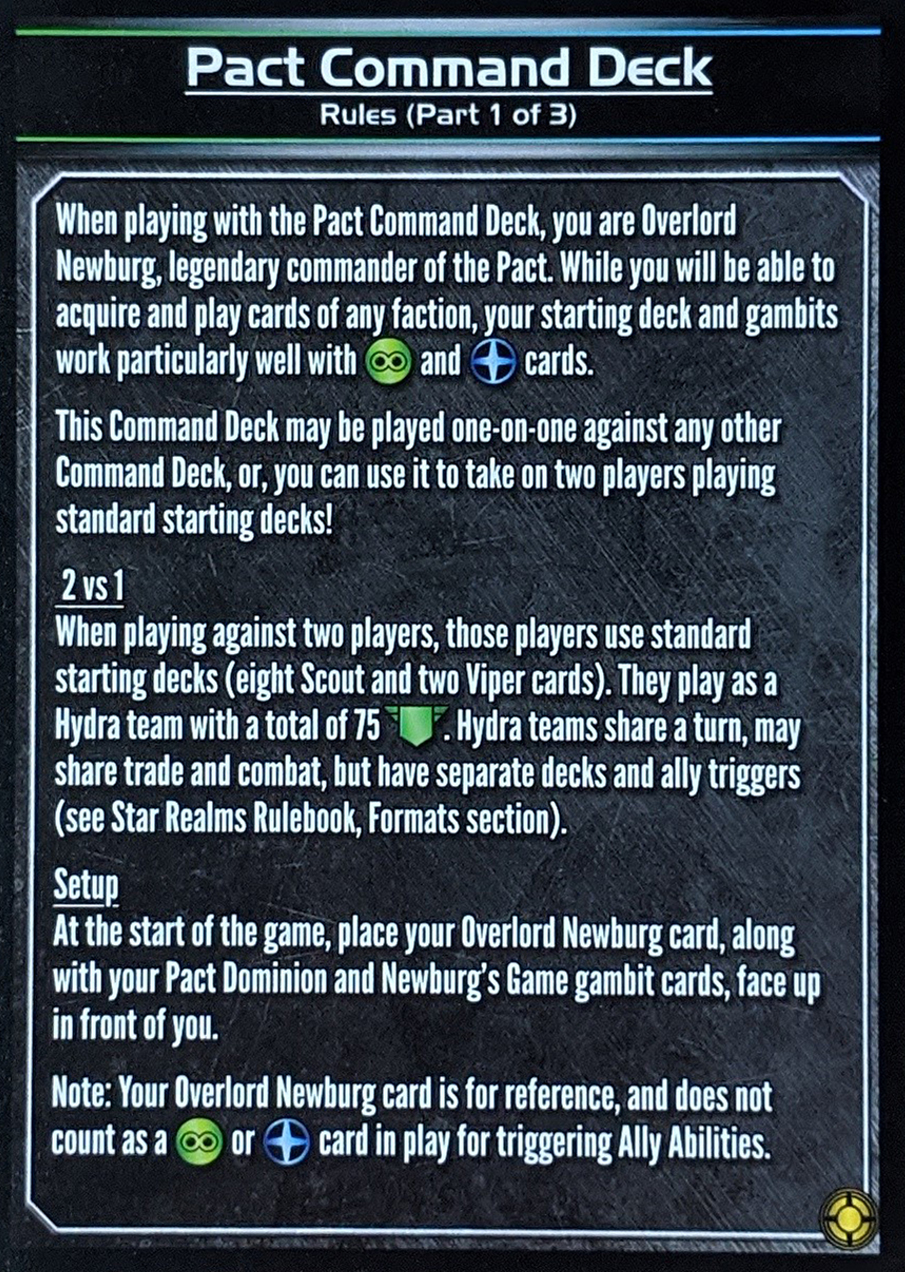 Pact Command Deck
Rules (Part 1 of 3)
When playing with the Pact Command Deck, you are Overlord
Newburg, legendary commander of the Pact. While you will be able to
acquire and play cards of any faction, your starting deck and gambits
work particularly well with and cards.
This Command Deck may be played one-on-one against any other
Command Deck, or, you can use it to take on two players playing
standard starting decks!
2 vs 1
When playing against two players, those players use standard
starting decks (eight Scout and two Viper cards). They play as a
Hydra team with a total of 75 . Hydra teams share a turn, may
share trade and combat, but have separate decks and ally triggers
(see Star Realms Rulebook, Formats section).
Setup
At the start of the game, place your Overlord Newburg card, along
with your Pact Dominion and Newburg's Game gambit cards, face up
in front of you.
Note: Your Overlord Newburg card is for reference, and does not
count as a or card in play for triggering Ally Abilities.